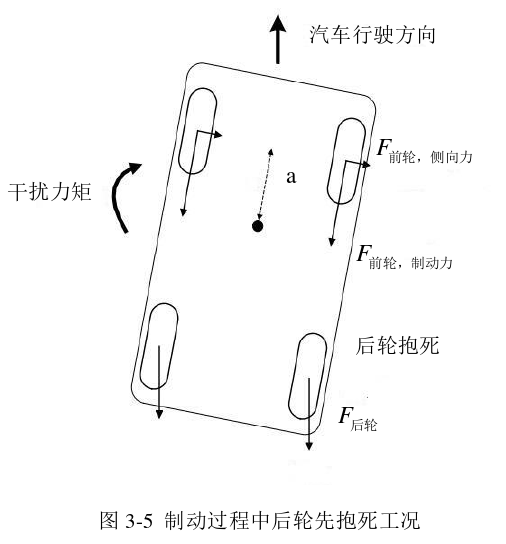 汽车行驶方向
F前轮，侧向力
a
干扰力矩
F前轮，制动力
后轮抱死
F后轮
图 3-5 制动过程中后轮先抱死工况